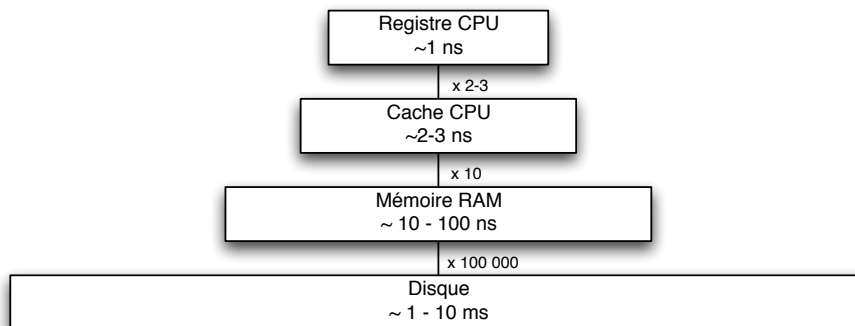 Registre CPU
~1 ns
x 2-3
Cache CPU
~2-3 ns
x 10
Mémoire RAM
~ 10 - 100 ns
x 100 000
Disque
~ 1 - 10 ms